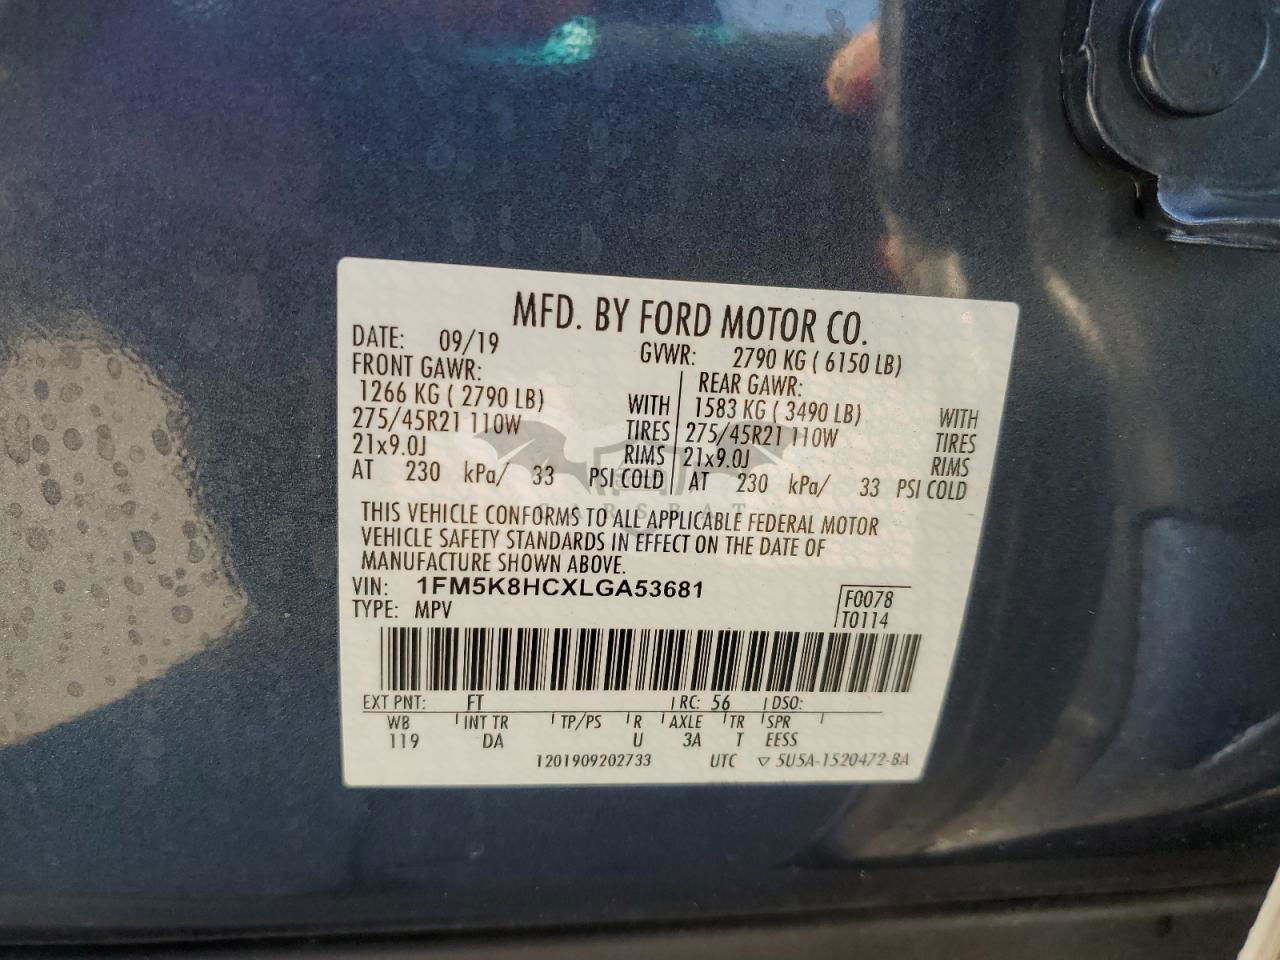 MFD. BY FORD MOTOR CO.
DATE: 09/19 GVWR: 2790 KG ( 6150 LB)
FRONT GAWR: REAR GAWR:
1266 KG ( 2790 LB) WITH 1583 KG ( 3490 LB) WITH
275/45R21 110W TIRES 275/45R21 110W TIRES
21x9.0J RIMS 21x9.0J RIMS
AT 230 kPa/ 33 PSI COLD AT 230 kPa/ 33 PSI COLD
CARSBAT
THIS VEHICLE CONFORMS TO ALL APPLICABLE FEDERAL MOTOR
VEHICLE SAFETY STANDARDS IN EFFECT ON THE DATE OF
MANUFACTURE SHOWN ABOVE.
VIN: 1FM5K8HCXLGA53681 F0078
TYPE: MPV T0114
EXT PNT: FT RC: 56 DSO:
WB INT TR TP/PS R AXLE TR SPR
119 DA U 3A T EESS
1201909202733 UTC ▽ 5U5A-1520472-BA